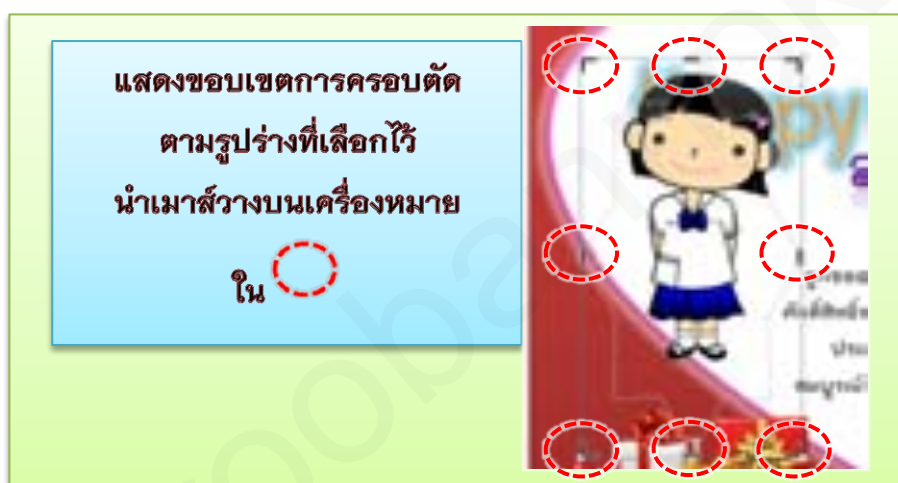 แสดงขอบเขตการครอบตัด
ตามรูปร่างที่เลือกไว้
นำเมาส์วางบนเครื่องหมาย
ใน
py